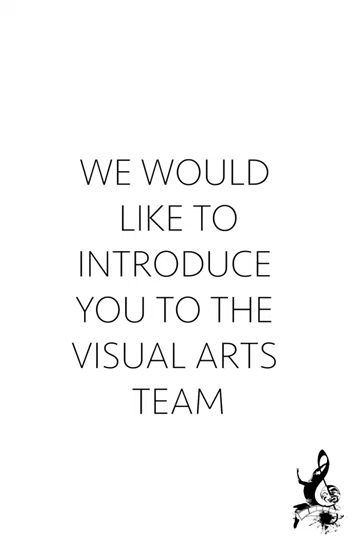 WE WOULD
LIKE TO
INTRODUCE
YOU TO THE
VISUAL ARTS
TEAM